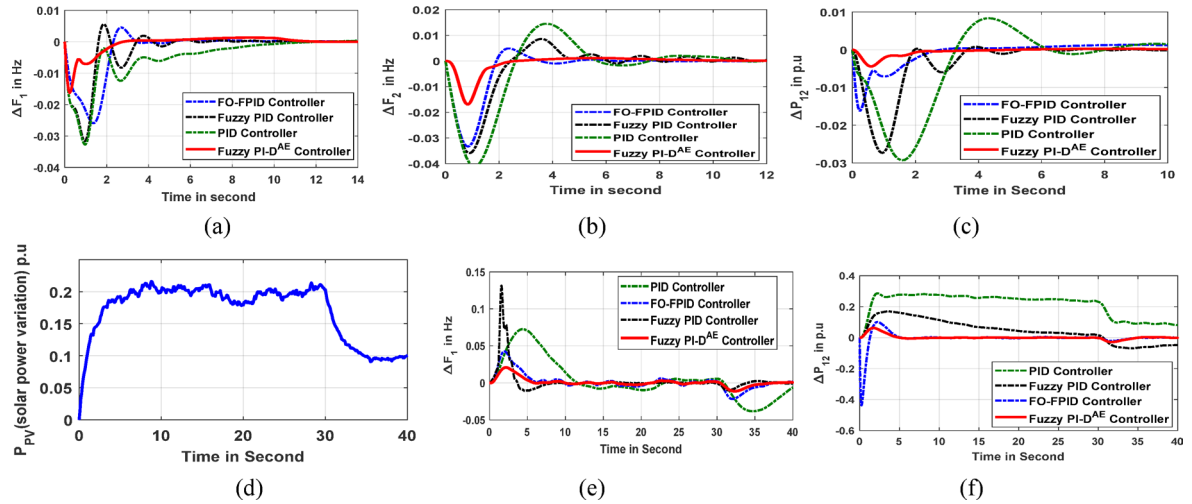 0.01
0
-0.01
-0.02
-0.03
-0.04
0 2 4 6 8 10 12 14
ΔF1 in Hz
Time in second
FO-FPID Controller
Fuzzy PID Controller
PID Controller
Fuzzy PI-D^AE Controller
(a)
0.02
0.01
0
-0.01
-0.02
-0.03
-0.04
0 2 4 6 8 10 12
ΔF2 in Hz
Time in second
FO-FPID Controller
Fuzzy PID Controller
PID Controller
Fuzzy PI-D^AE Controller
(b)
0.01
0
-0.01
-0.02
-0.03
0 2 4 6 8 10
ΔP12 in p.u
Time in second
FO-FPID Controller
Fuzzy PID Controller
PID Controller
Fuzzy PI-D^AE Controller
(c)
PPV(solar power variation) p.u
0.2
0.15
0.1
0.05
0
0 10 20 30 40
Time in Second
(d)
0.15
0.1
0.05
0
-0.05
0 5 10 15 20 25 30 35 40
ΔF1 in Hz
Time in Second
PID Controller
FO-FPID Controller
Fuzzy PID Controller
Fuzzy PI-D^AE Controller
(e)
0.4
0.2
0
-0.2
-0.4
-0.6
0 5 10 15 20 25 30 35 40
ΔP12 in p.u
Time in Second
PID Controller
Fuzzy PID Controller
FO-FPID Controller
Fuzzy PI-D^AE Controller
(f)